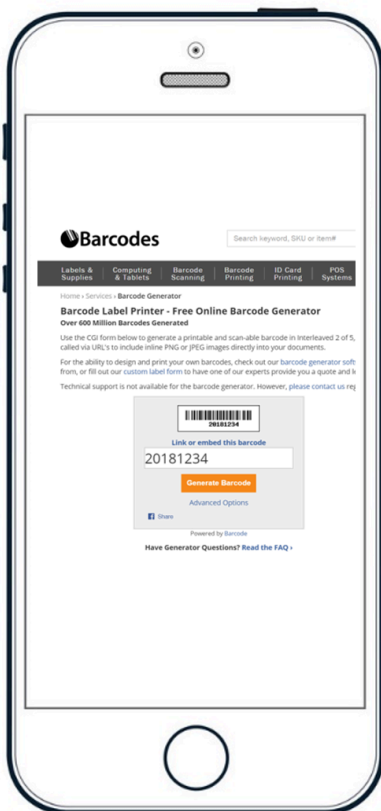 Barcodes
Search keyword, SKU or item#
Labels & Supplies
Computing & Tablets
Barcode Scanning
Barcode Printing
ID Card Printing
POS Systems
Home › Services › Barcode Generator
Barcode Label Printer - Free Online Barcode Generator
Over 600 Million Barcodes Generated
Use the CGI form below to generate a printable and scan-able barcode in Interleaved 2 of 5,
called via URL's to include inline PNG or JPEG images directly into your documents.
For the ability to design and print your own barcodes, check out our barcode generator soft
from, or fill out our custom label form to have one of our experts provide you a quote and
Technical support is not available for the barcode generator. However, please contact us reg
20181234
Link or embed this barcode
20181234
Generate Barcode
Advanced Options
Share
Powered by Barcode
Have Generator Questions? Read the FAQ ›